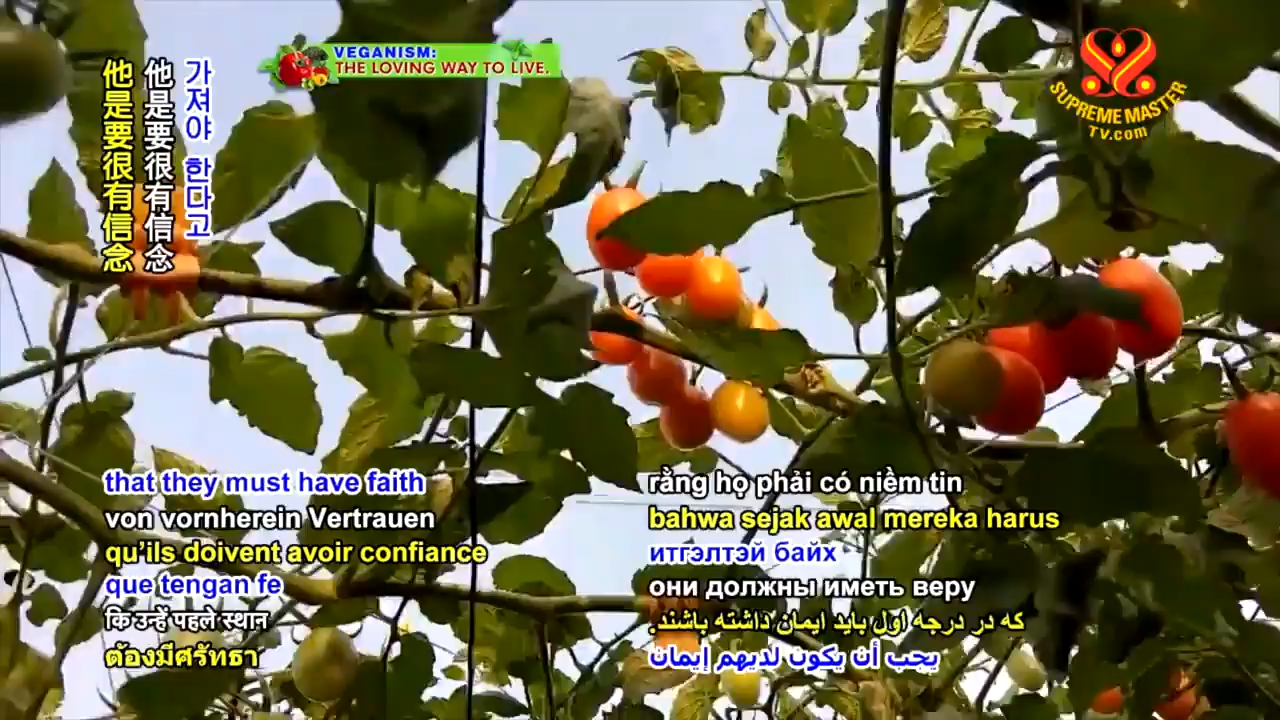 VEGANISM:
THE LOVING WAY TO LIVE.
SUPREME MASTER
TV.com
가져야 한다고
他是要很有信念
他是要很有信念
that they must have faith
von vornherein Vertrauen
qu'ils doivent avoir confiance
que tengan fe
कि उन्हें पहले स्थान
ต้องมีศรัทธา
rằng họ phải có niềm tin
bahwa sejak awal mereka harus
итгэлтэй байх
они должны иметь веру
که در درجه اول باید ایمان داشته باشند.
يجب أن يكون لديهم إيمان